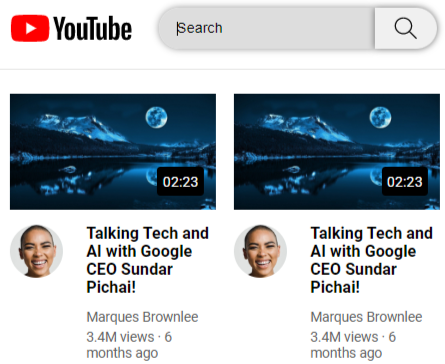 YouTube
Search
02:23
02:23
Talking Tech and
AI with Google
CEO Sundar
Pichai!
Marques Brownlee
3.4M views · 6
months ago
Talking Tech and
AI with Google
CEO Sundar
Pichai!
Marques Brownlee
3.4M views · 6
months ago